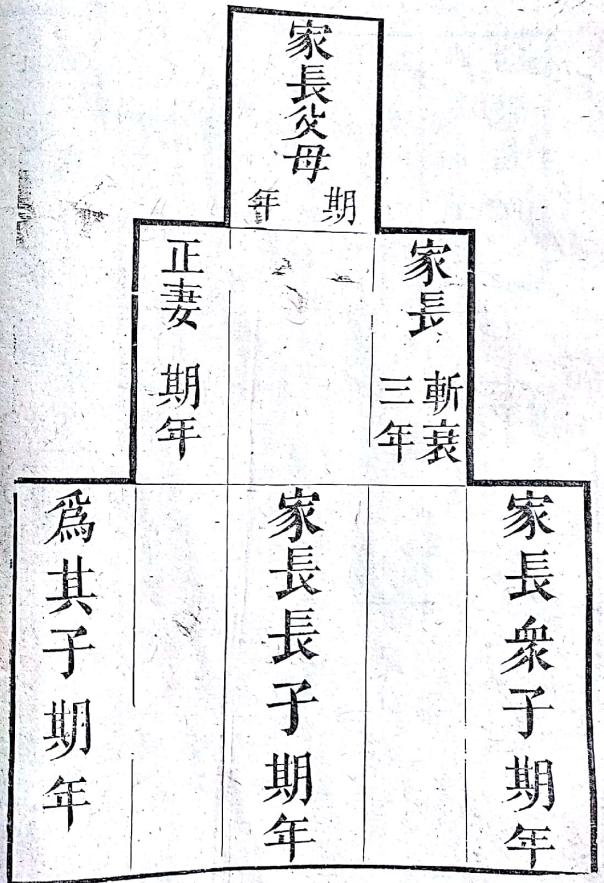 家長父母
期年
家長
斬衰
三年
正妻 期年
家長衆子期年
家長長子期年
爲其子期年